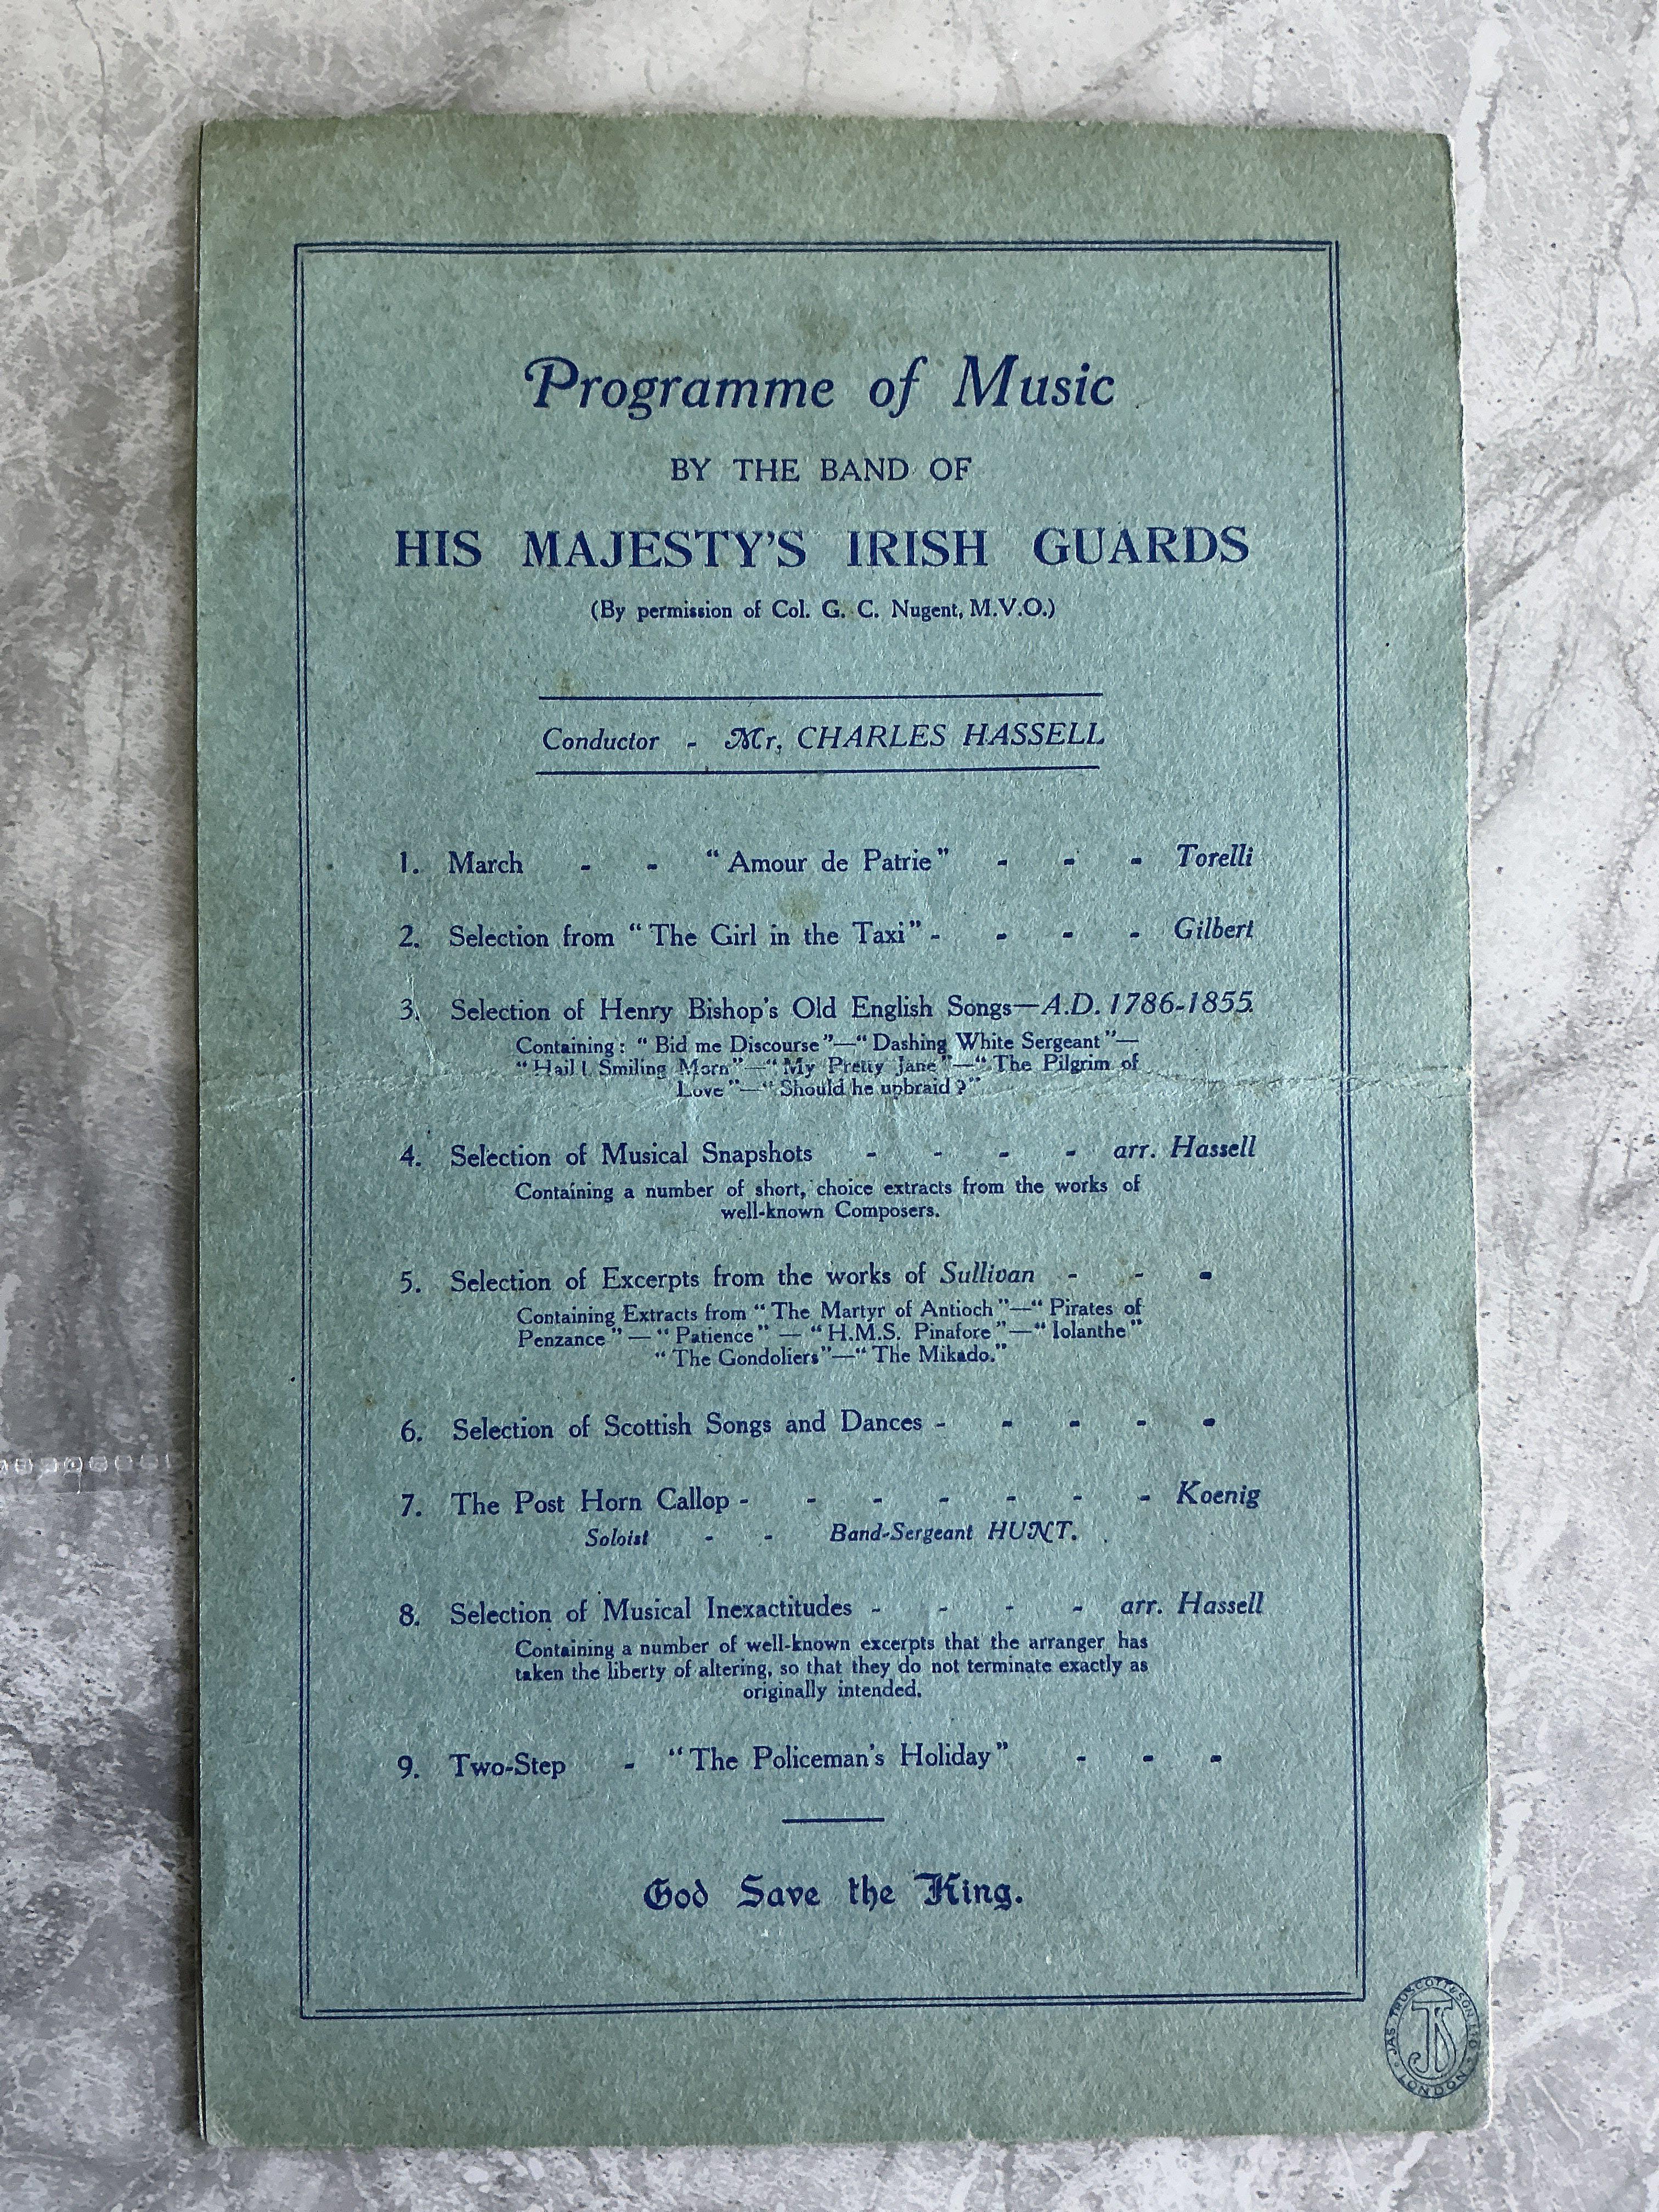 Programme of Music
BY THE BAND OF
HIS MAJESTY'S IRISH GUARDS
(By permission of Col. G. C. Nugent, M.V.O.)
Conductor - Mr. CHARLES HASSELL
1. March - - "Amour de Patrie" - - - Torelli
2. Selection from "The Girl in the Taxi" - - - - Gilbert
3. Selection of Henry Bishop's Old English Songs—A.D. 1786-1855.
Containing: "Bid me Discourse"—"Dashing White Sergeant"—
"Hail! Smiling Morn"—"My Pretty Jane"—"The Pilgrim of
Love"—"Should he upbraid?"
4. Selection of Musical Snapshots - - - - arr. Hassell
Containing a number of short, choice extracts from the works of
well-known Composers.
5. Selection of Excerpts from the works of Sullivan - - -
Containing Extracts from "The Martyr of Antioch"—"Pirates of
Penzance"—"Patience"—"H.M.S. Pinafore"—"Iolanthe"
"The Gondoliers"—"The Mikado."
6. Selection of Scottish Songs and Dances - - - - -
7. The Post Horn Callop - - - - - - - Koenig
Soloist - - Band-Sergeant HUNT.
8. Selection of Musical Inexactitudes - - - - arr. Hassell
Containing a number of well-known excerpts that the arranger has
taken the liberty of altering, so that they do not terminate exactly as
originally intended.
9. Two-Step - "The Policeman's Holiday" - - -
God Save the King.
JAS. TRUSCOTT & SON LTD
LONDON